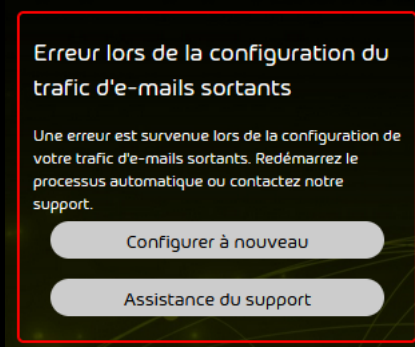 Erreur lors de la configuration du
trafic d'e-mails sortants
Une erreur est survenue lors de la configuration de
votre trafic d'e-mails sortants. Redémarrez le
processus automatique ou contactez notre
support.
Configurer à nouveau
Assistance du support